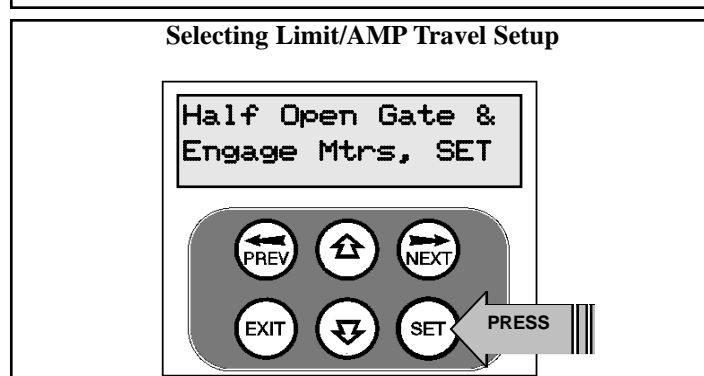 Selecting Limit/AMP Travel Setup
Half Open Gate &
Engage Mtrs, SET
PREV
NEXT
EXIT
SET
PRESS